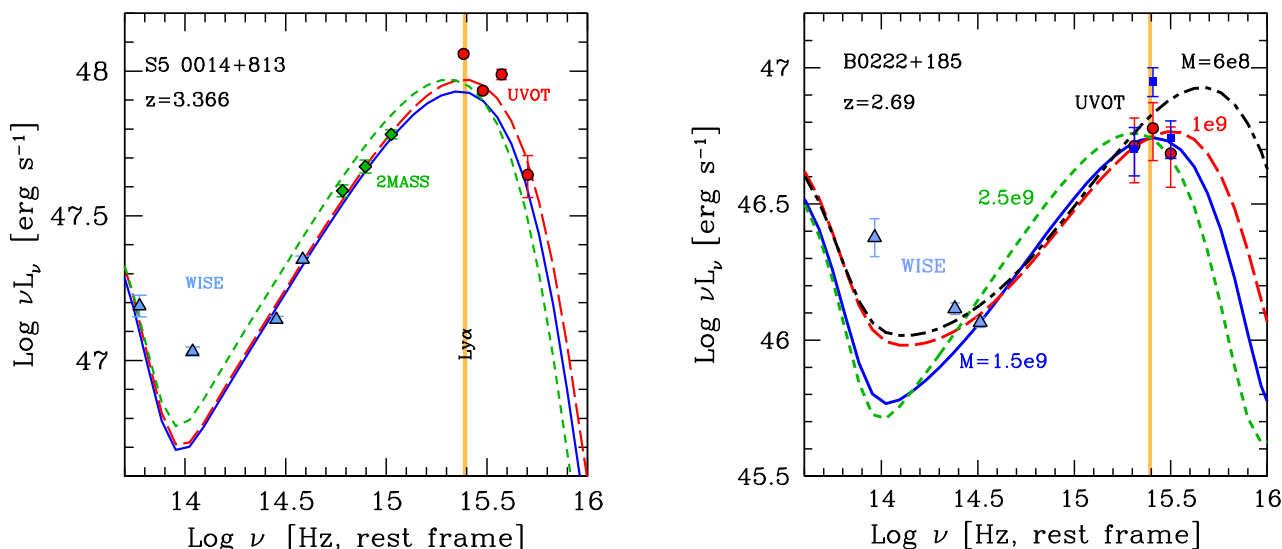 S5 0014+813
z=3.366
UVOT
2MASS
WISE
Lyα
48
47.5
47
Log νLν [erg s−1]
14
14.5
15
15.5
16
Log ν [Hz, rest frame]
B0222+185
M=6e8
z=2.69
UVOT
1e9
2.5e9
WISE
M=1.5e9
47
46.5
46
45.5
Log νLν [erg s−1]
14
14.5
15
15.5
16
Log ν [Hz, rest frame]